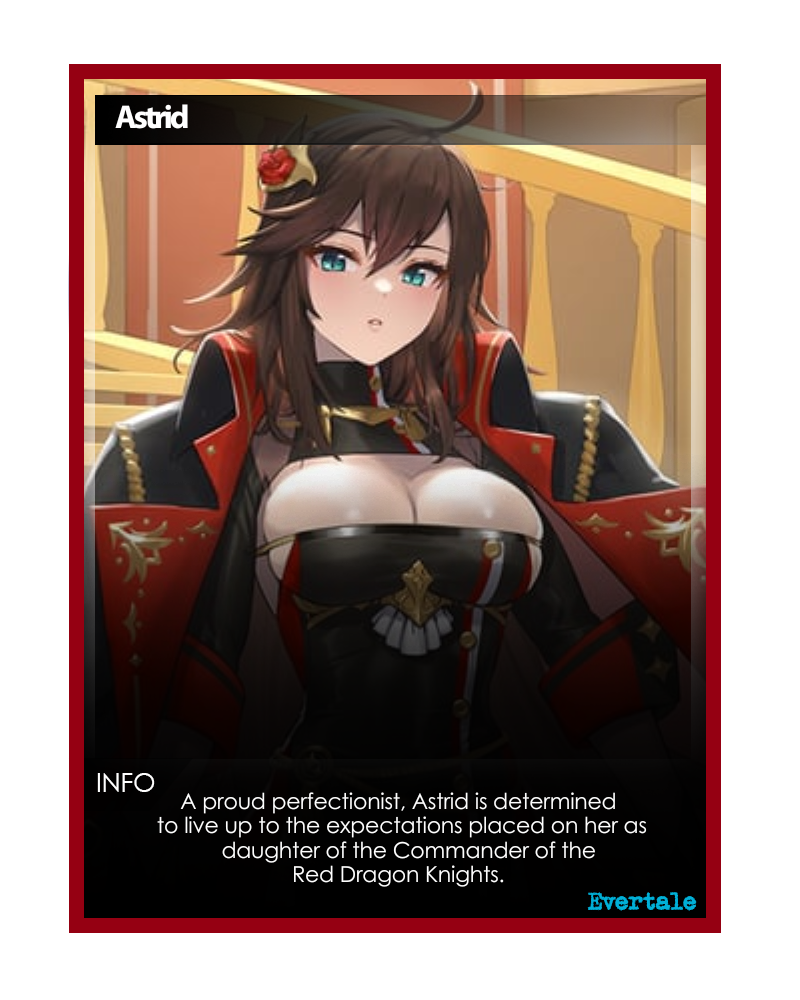 Astrid
INFO
A proud perfectionist, Astrid is determined
to live up to the expectations placed on her as
daughter of the Commander of the
Red Dragon Knights.
Evertale